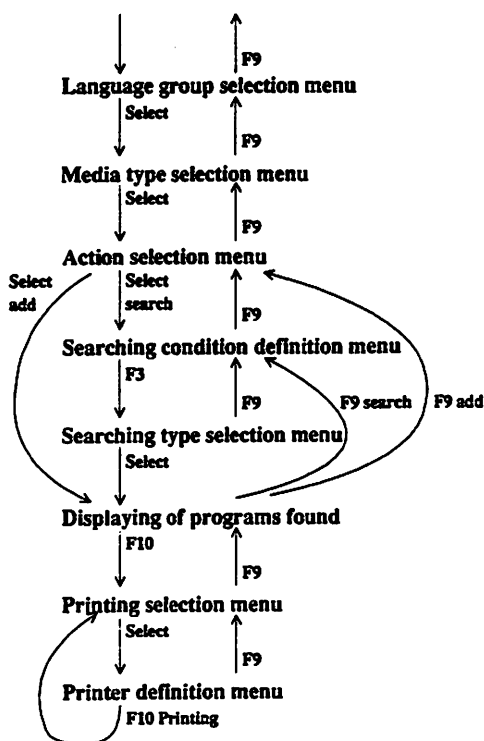 F9
Language group selection menu
Select
F9
Media type selection menu
Select
F9
Action selection menu
Select
add
Select
search
F9
Searching condition definition menu
F3
F9
F9 search
F9 add
Searching type selection menu
Select
Displaying of programs found
F10
F9
Printing selection menu
Select
F9
Printer definition menu
F10 Printing